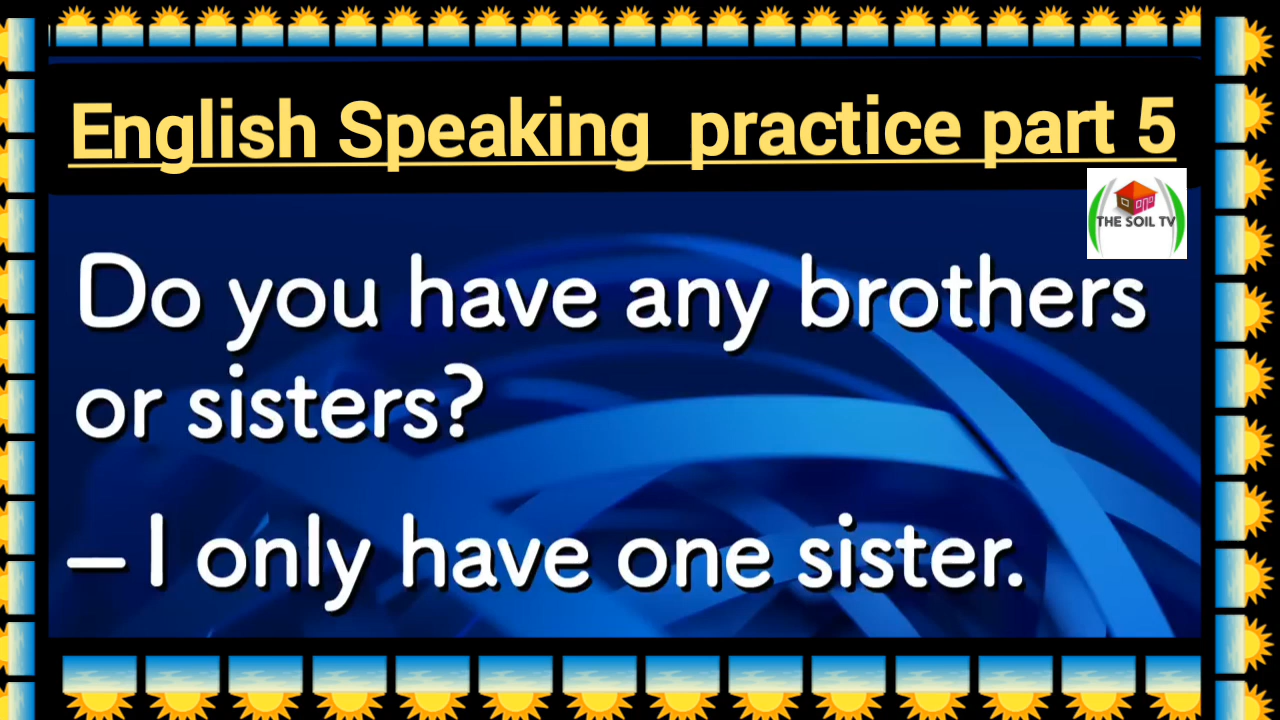 English Speaking practice part 5
THE SOIL TV
Do you have any brothers
or sisters?
– I only have one sister.